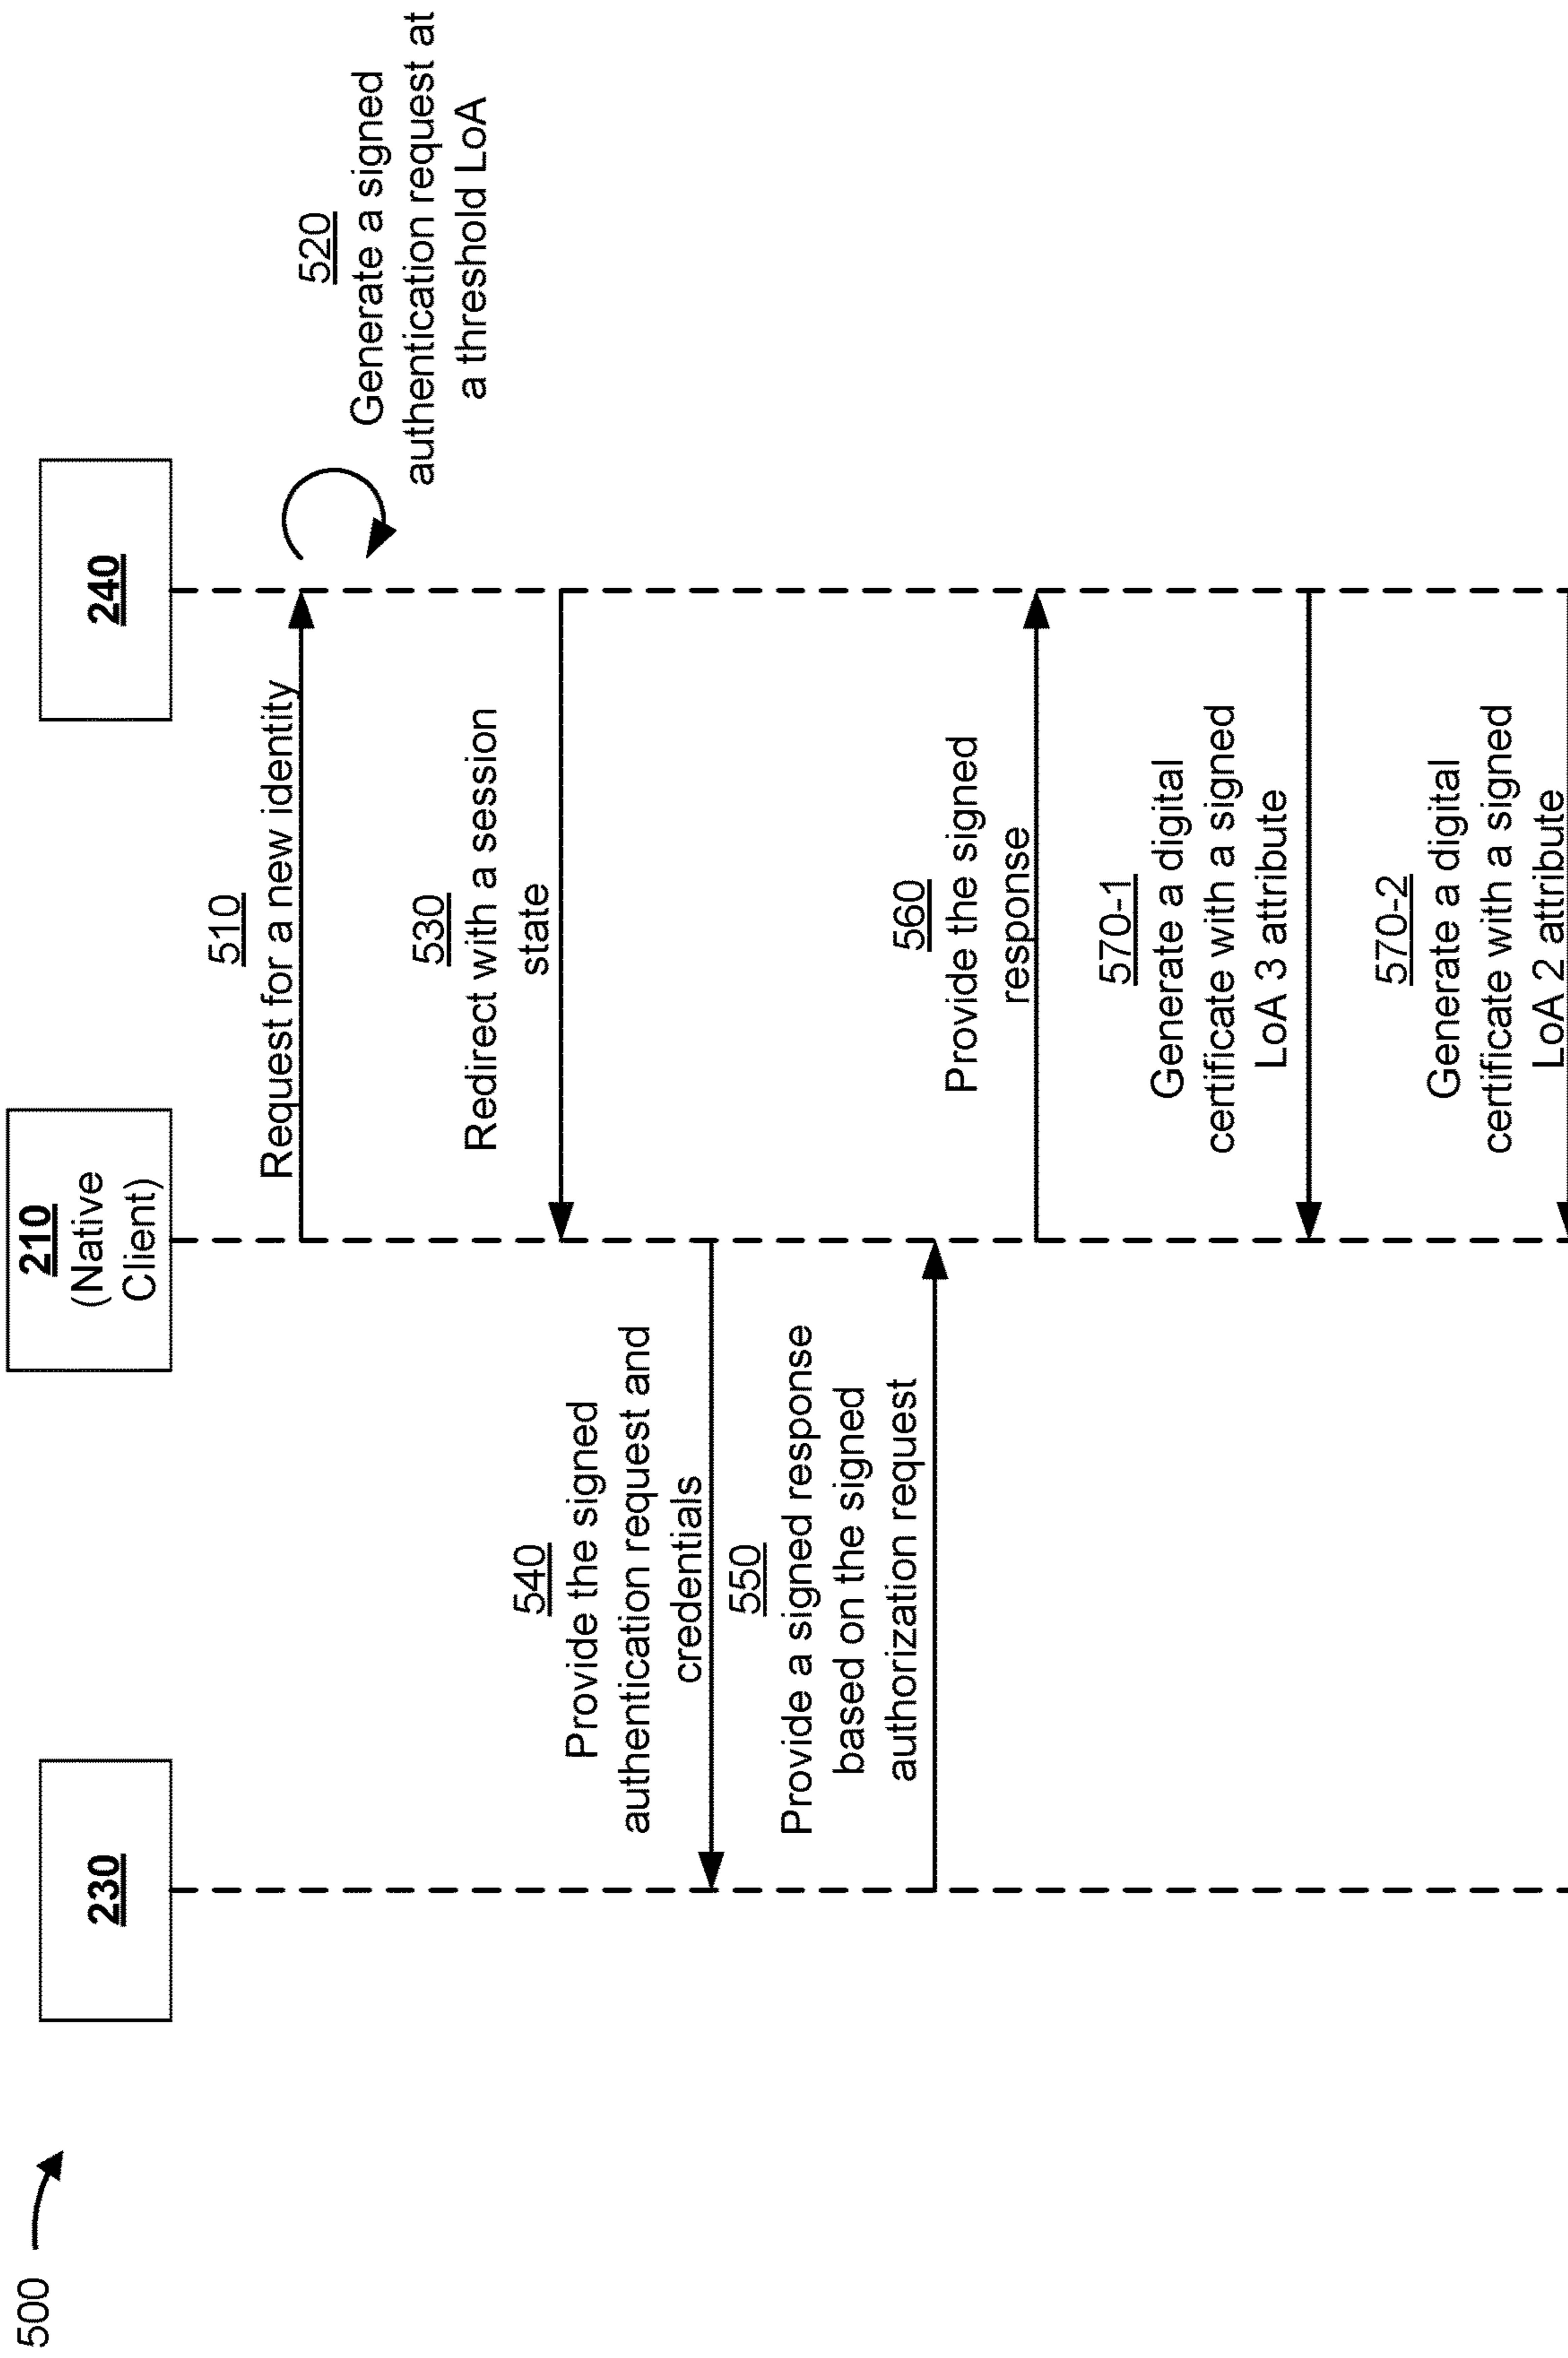 500
230
210
(Native
Client)
240
510
Request for a new identity
520
Generate a signed
authentication request at
a threshold LoA
530
Redirect with a session
state
540
Provide the signed
authentication request and
credentials
550
Provide a signed response
based on the signed
authorization request
560
Provide the signed
response
570-1
Generate a digital
certificate with a signed
LoA 3 attribute
570-2
Generate a digital
certificate with a signed
LoA 2 attribute